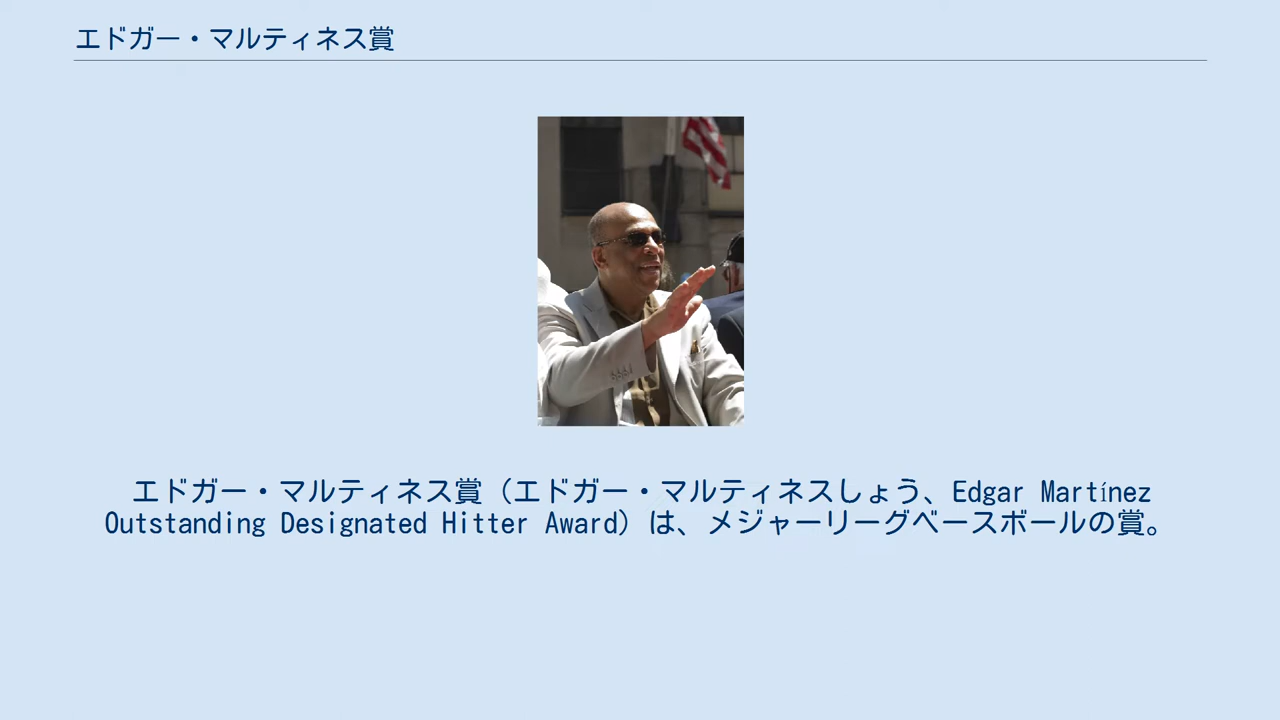 エドガー・マルティネス賞
エドガー・マルティネス賞（エドガー・マルティネスしょう、Edgar Martínez
Outstanding Designated Hitter Award）は、メジャーリーグベースボールの賞。